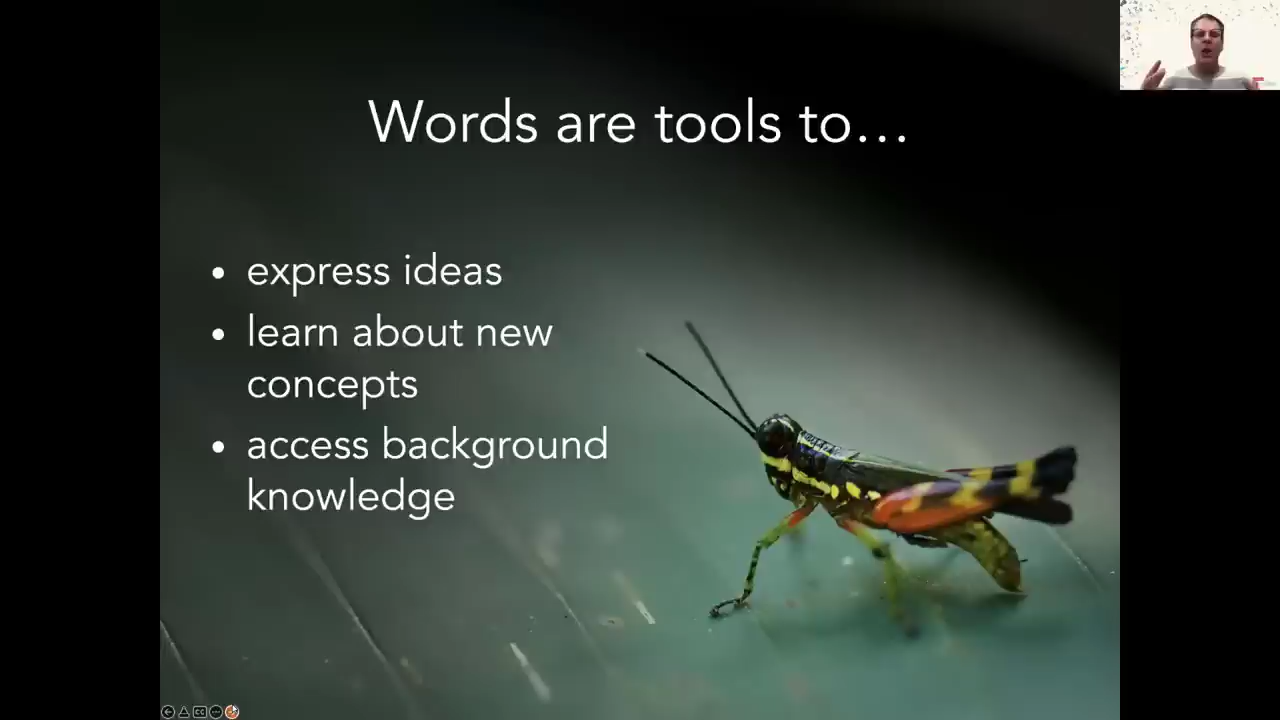 Words are tools to…
• express ideas
• learn about new
concepts
• access background
knowledge